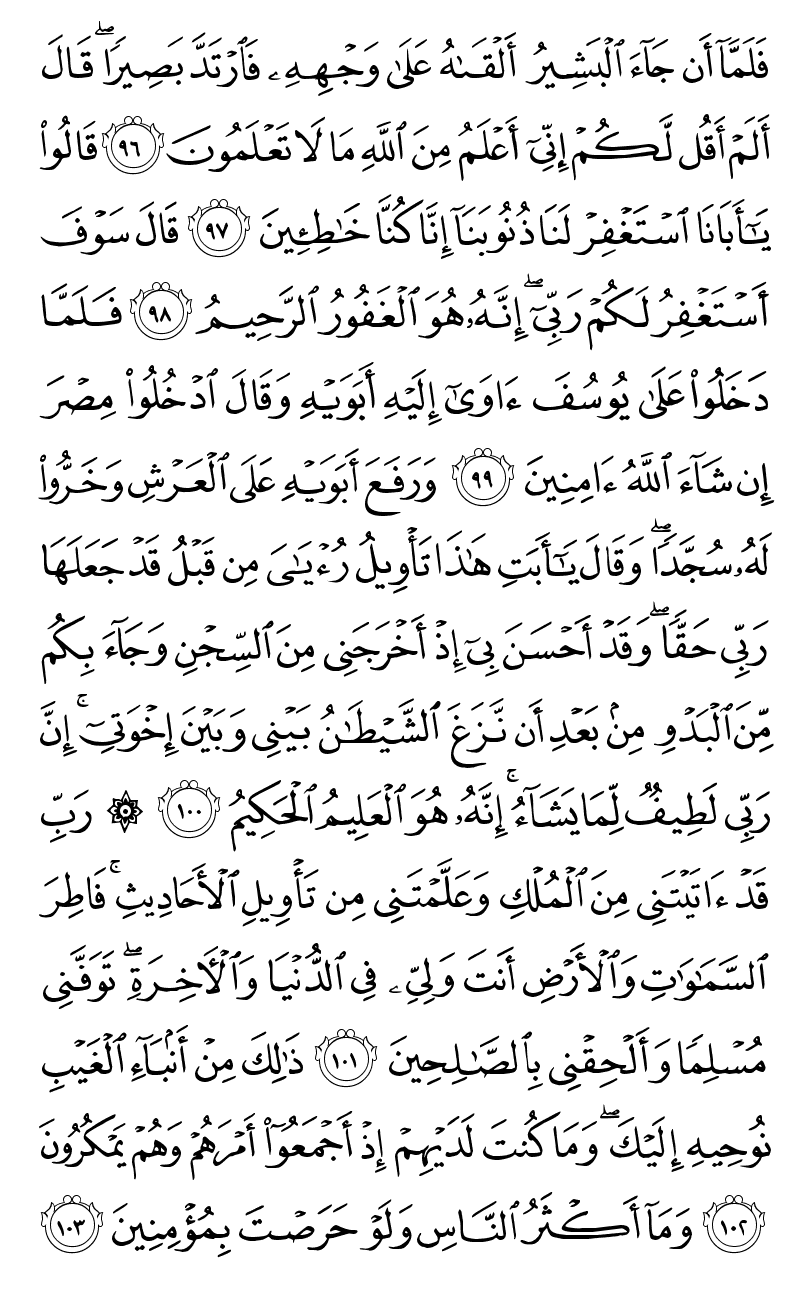 فَلَمَّآ أَن جَآءَ ٱلْبَشِيرُ أَلْقَىٰهُ عَلَىٰ وَجْهِهِۦ فَٱرْتَدَّ بَصِيرًا ۖ قَالَ
أَلَمْ أَقُل لَّكُمْ إِنِّىٓ أَعْلَمُ مِنَ ٱللَّهِ مَا لَا تَعْلَمُونَ ٩٦ قَالُوا۟
يَـٰٓأَبَانَا ٱسْتَغْفِرْ لَنَا ذُنُوبَنَآ إِنَّا كُنَّا خَـٰطِـِٔينَ ٩٧ قَالَ سَوْفَ
أَسْتَغْفِرُ لَكُمْ رَبِّىٓ ۖ إِنَّهُۥ هُوَ ٱلْغَفُورُ ٱلرَّحِيمُ ٩٨ فَلَمَّا
دَخَلُوا۟ عَلَىٰ يُوسُفَ ءَاوَىٰٓ إِلَيْهِ أَبَوَيْهِ وَقَالَ ٱدْخُلُوا۟ مِصْرَ
إِن شَآءَ ٱللَّهُ ءَامِنِينَ ٩٩ وَرَفَعَ أَبَوَيْهِ عَلَى ٱلْعَرْشِ وَخَرُّوا۟
لَهُۥ سُجَّدًا ۖ وَقَالَ يَـٰٓأَبَتِ هَـٰذَا تَأْوِيلُ رُءْيَـٰىَ مِن قَبْلُ قَدْ جَعَلَهَا
رَبِّى حَقًّا ۖ وَقَدْ أَحْسَنَ بِىٓ إِذْ أَخْرَجَنِى مِنَ ٱلسِّجْنِ وَجَآءَ بِكُم
مِّنَ ٱلْبَدْوِ مِنۢ بَعْدِ أَن نَّزَغَ ٱلشَّيْطَـٰنُ بَيْنِى وَبَيْنَ إِخْوَتِىٓ ۚ إِنَّ
رَبِّى لَطِيفٌ لِّمَا يَشَآءُ ۚ إِنَّهُۥ هُوَ ٱلْعَلِيمُ ٱلْحَكِيمُ ١٠٠ ۞ رَبِّ
قَدْ ءَاتَيْتَنِى مِنَ ٱلْمُلْكِ وَعَلَّمْتَنِى مِن تَأْوِيلِ ٱلْأَحَادِيثِ ۚ فَاطِرَ
ٱلسَّمَـٰوَٰتِ وَٱلْأَرْضِ أَنتَ وَلِىِّۦ فِى ٱلدُّنْيَا وَٱلْـَٔاخِرَةِ ۖ تَوَفَّنِى
مُسْلِمًا وَأَلْحِقْنِى بِٱلصَّـٰلِحِينَ ١٠١ ذَٰلِكَ مِنْ أَنۢبَآءِ ٱلْغَيْبِ
نُوحِيهِ إِلَيْكَ ۖ وَمَا كُنتَ لَدَيْهِمْ إِذْ أَجْمَعُوٓا۟ أَمْرَهُمْ وَهُمْ يَمْكُرُونَ
١٠٢ وَمَآ أَكْثَرُ ٱلنَّاسِ وَلَوْ حَرَصْتَ بِمُؤْمِنِينَ ١٠٣